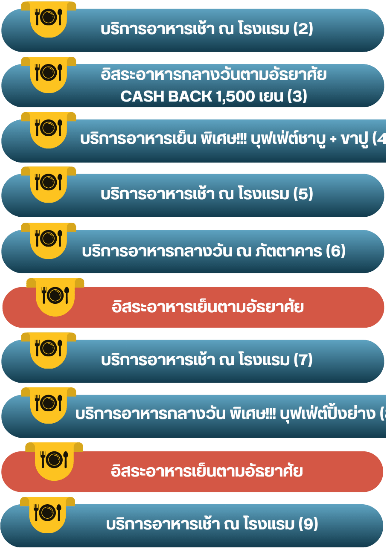 บริการอาหารเช้า ณ โรงแรม (2)
อิสระอาหารกลางวันตามอัธยาศัย
CASH BACK 1,500 เยน (3)
บริการอาหารเย็น พิเศษ!!! บุฟเฟ่ต์ชาบู + ขาปู (4
บริการอาหารเช้า ณ โรงแรม (5)
บริการอาหารกลางวัน ณ ภัตตาคาร (6)
อิสระอาหารเย็นตามอัธยาศัย
บริการอาหารเช้า ณ โรงแรม (7)
บริการอาหารกลางวัน พิเศษ!!! บุฟเฟ่ต์ปิ้งย่าง (
อิสระอาหารเย็นตามอัธยาศัย
บริการอาหารเช้า ณ โรงแรม (9)